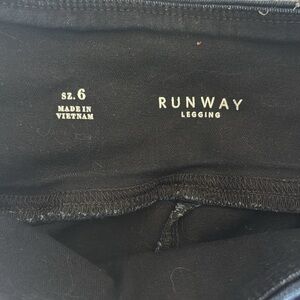 sz. 6
MADE IN
VIETNAM
RUNWAY
LEGGING